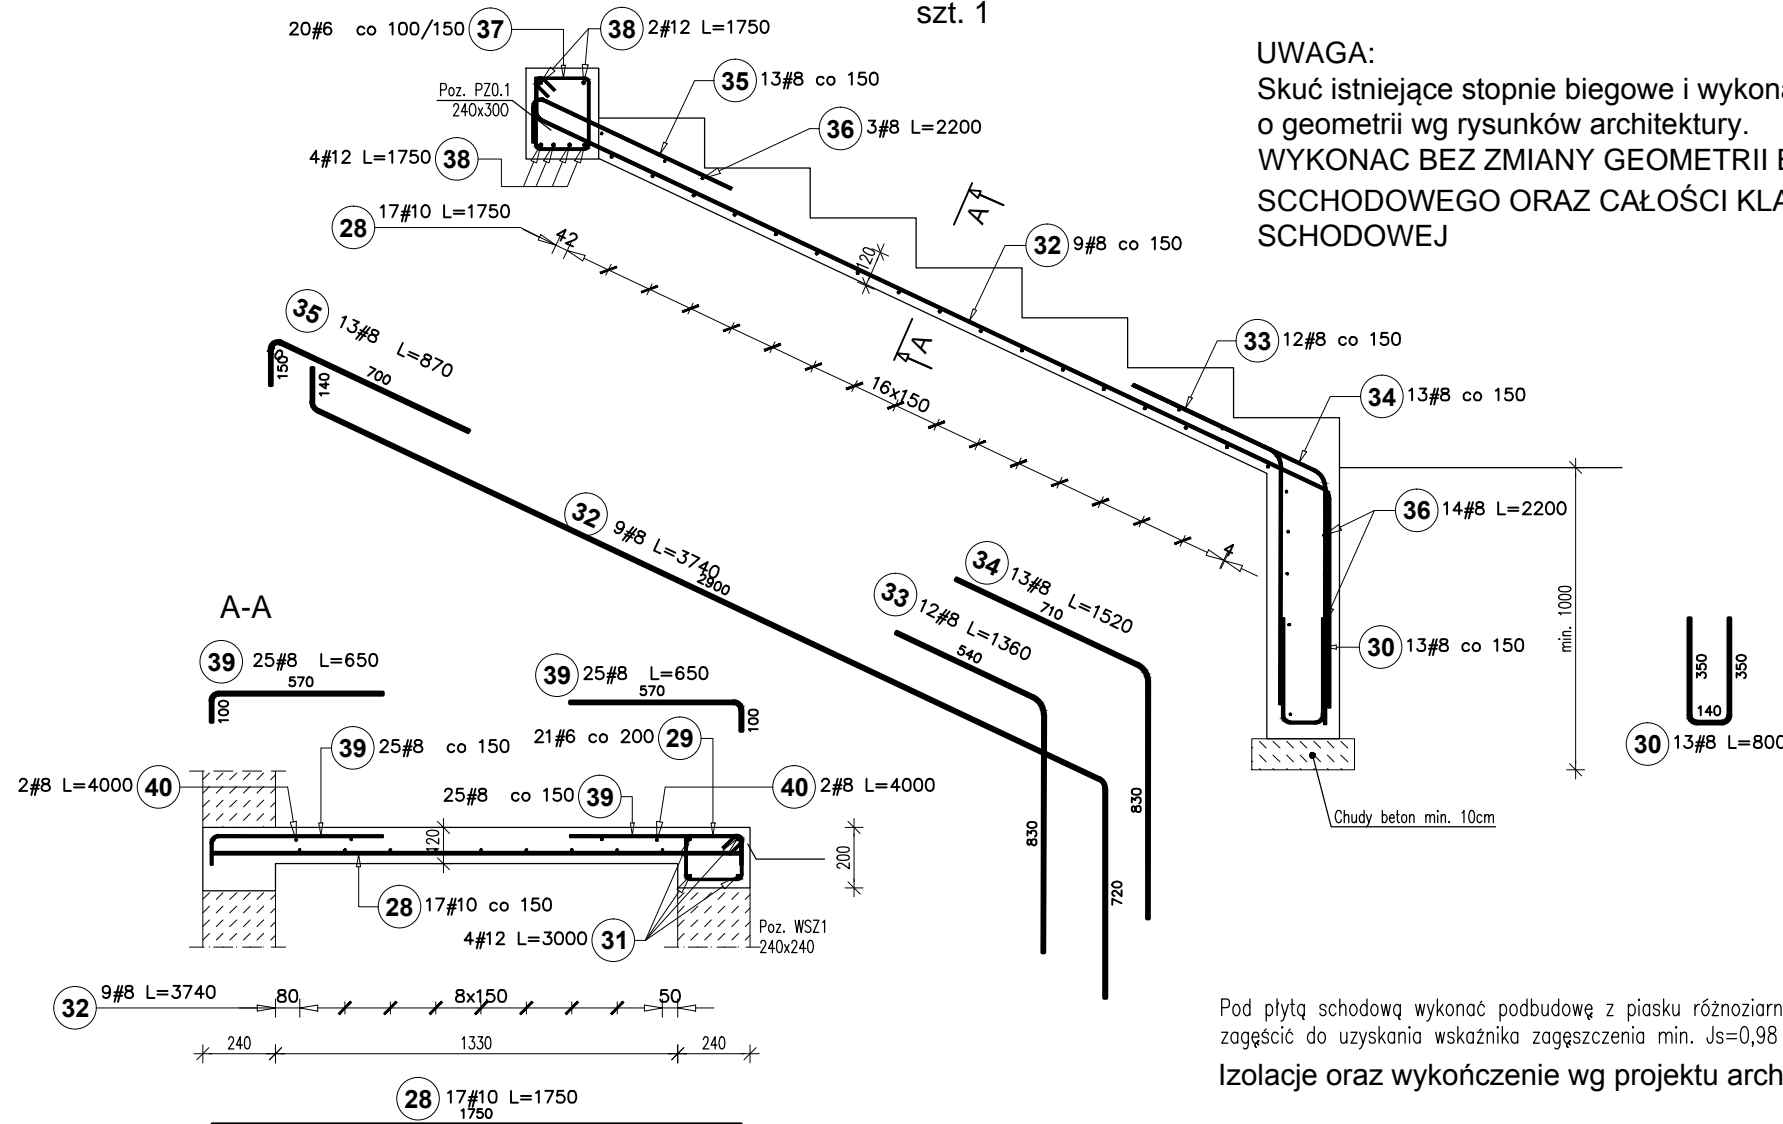 szt. 1
20#6 co 100/150 37
38 2#12 L=1750
35 13#8 co 150
Poz. PZ0.1
240x300
36 3#8 L=2200
4#12 L=1750 38
17#10 L=1750
28
42
A
32 9#8 co 150
120
A
16x150
33 12#8 co 150
34 13#8 co 150
4
UWAGA:
Skuć istniejące stopnie biegowe i wykona
o geometrii wg rysunków architektury.
WYKONAC BEZ ZMIANY GEOMETRII
SCCHODOWEGO ORAZ CAŁOŚCI KLA
SCHODOWEJ
35 13#8 L=870
150
700
140
32 9#8 L=3740
2900
34 13#8 L=1520
710
830
33 12#8 L=1360
540
830
720
36 14#8 L=2200
min. 1000
30 13#8 co 150
350
350
140
30 13#8 L=800
Chudy beton min. 10cm
A-A
39 25#8 L=650
570
100
39 25#8 L=650
570
100
39 25#8 co 150
21#6 co 200 29
2#8 L=4000 40
25#8 co 150 39
40 2#8 L=4000
120
200
28 17#10 co 150
4#12 L=3000 31
Poz. WSZ1
240x240
32 9#8 L=3740
80
8x150
50
240
1330
240
28 17#10 L=1750
1750
Pod płytą schodową wykonać podbudowę z piasku różnoziarn
zagęścić do uzyskania wskaźnika zagęszczenia min. Js=0,98
Izolacje oraz wykończenie wg projektu arch